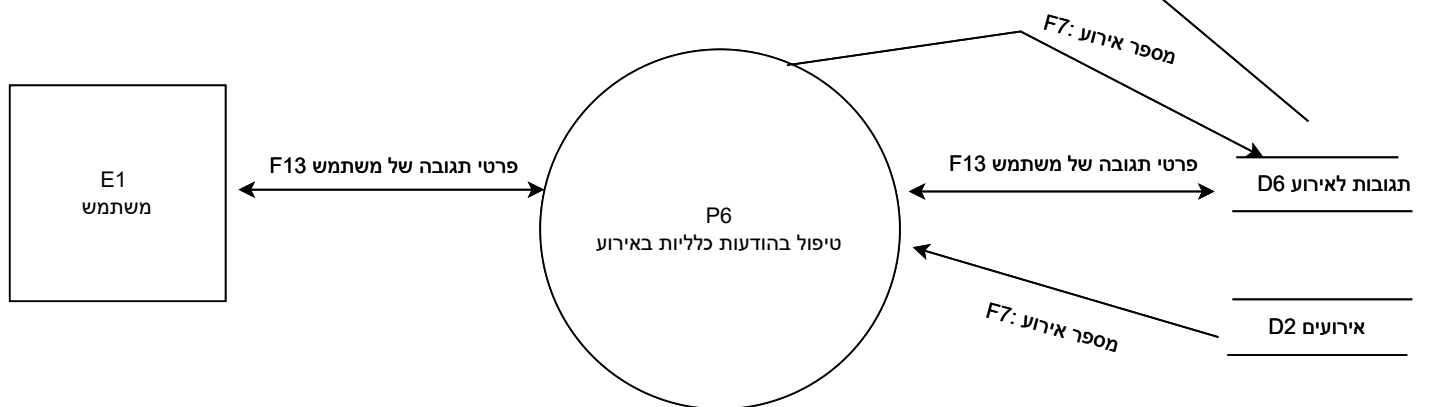 F7: מספר אירוע
E1
משתמש
פרטי תגובה של משתמש F13
P6
טיפול בהודעות כלליות באירוע
פרטי תגובה של משתמש F13
תגובות לאירוע D6
F7: מספר אירוע
אירועים D2